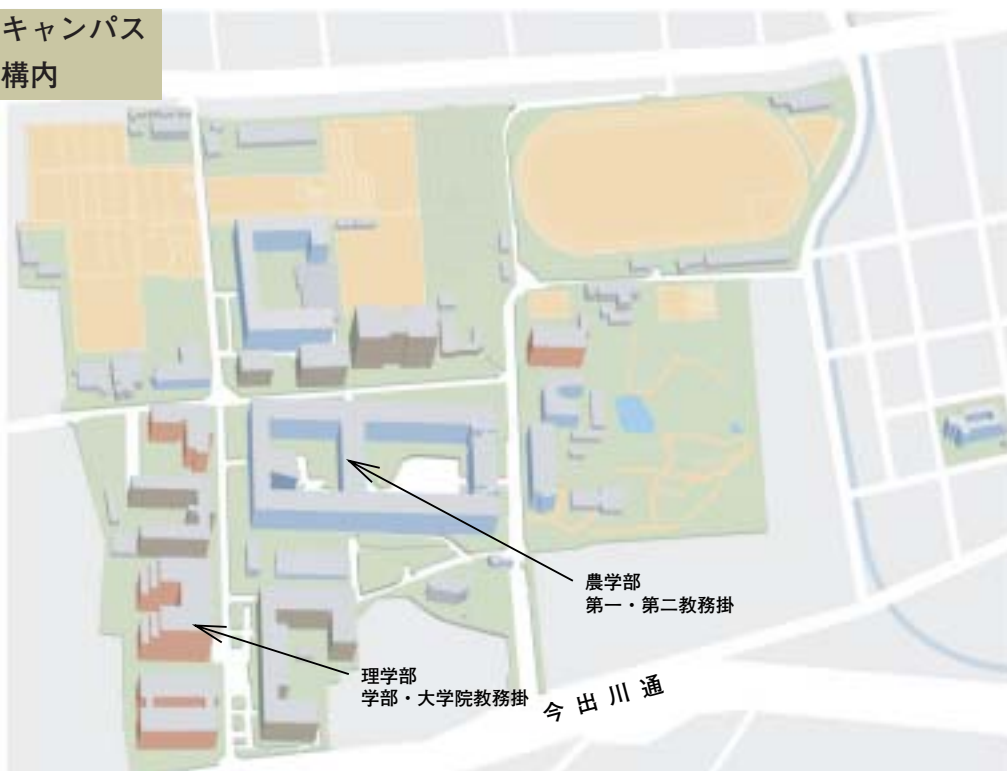 キャンパス
構内
農学部
第一・第二教務掛
理学部
学部・大学院教務掛
今出川通